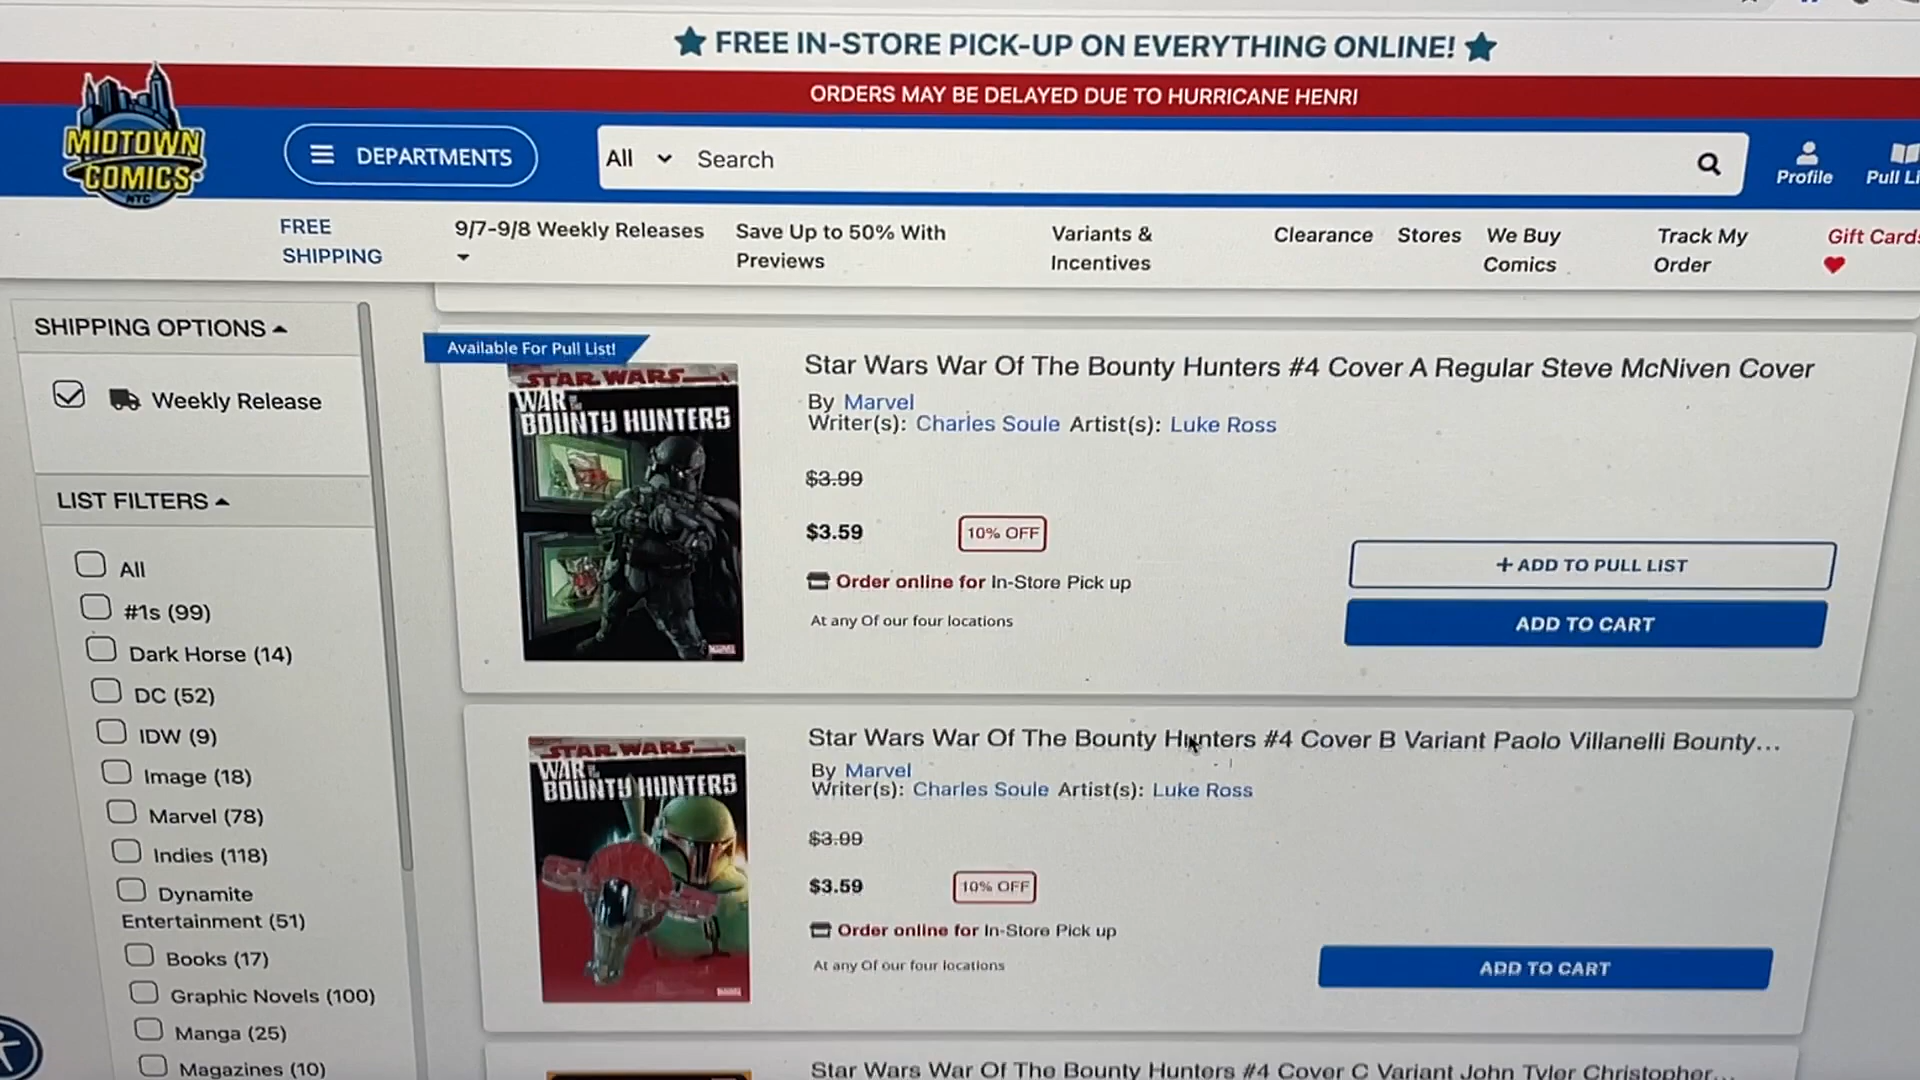 ★ FREE IN-STORE PICK-UP ON EVERYTHING ONLINE! ★
ORDERS MAY BE DELAYED DUE TO HURRICANE HENRI
MIDTOWN
COMICS
NYC
DEPARTMENTS
All
Search
Profile
Pull Li
FREE
SHIPPING
9/7-9/8 Weekly Releases
Save Up to 50% With
Previews
Variants &
Incentives
Clearance
Stores
We Buy
Comics
Track My
Order
Gift Cards
SHIPPING OPTIONS
Weekly Release
LIST FILTERS
All
#1s (99)
Dark Horse (14)
DC (52)
IDW (9)
Image (18)
Marvel (78)
Indies (118)
Dynamite
Entertainment (51)
Books (17)
Graphic Novels (100)
Manga (25)
Magazines (10)
Available For Pull List!
STAR WARS
WAR OF THE
BOUNTY HUNTERS
MARVEL
Star Wars War Of The Bounty Hunters #4 Cover A Regular Steve McNiven Cover
By Marvel
Writer(s): Charles Soule Artist(s): Luke Ross
$3.99
$3.59 10% OFF
Order online for In-Store Pick up
At any Of our four locations
+ ADD TO PULL LIST
ADD TO CART
STAR WARS
WAR OF THE
BOUNTY HUNTERS
MARVEL
Star Wars War Of The Bounty Hunters #4 Cover B Variant Paolo Villanelli Bounty...
By Marvel
Writer(s): Charles Soule Artist(s): Luke Ross
$3.99
$3.59 10% OFF
Order online for In-Store Pick up
At any Of our four locations
ADD TO CART
Star Wars War Of The Bounty Hunters #4 Cover C Variant John Tyler Christopher...